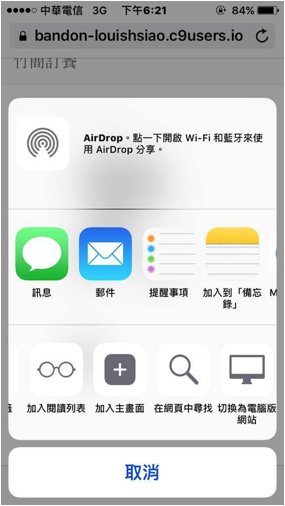 中華電信 3G 下午6:21 84%
bandon-louishsiao.c9users.io
竹間訂餐
AirDrop。點一下開啟 Wi-Fi 和藍牙來使
用 AirDrop 分享。
訊息 郵件 提醒事項 加入到「備忘
錄」
加入閱讀列表 加入主畫面 在網頁中尋找 切換為電腦版
網站
取消